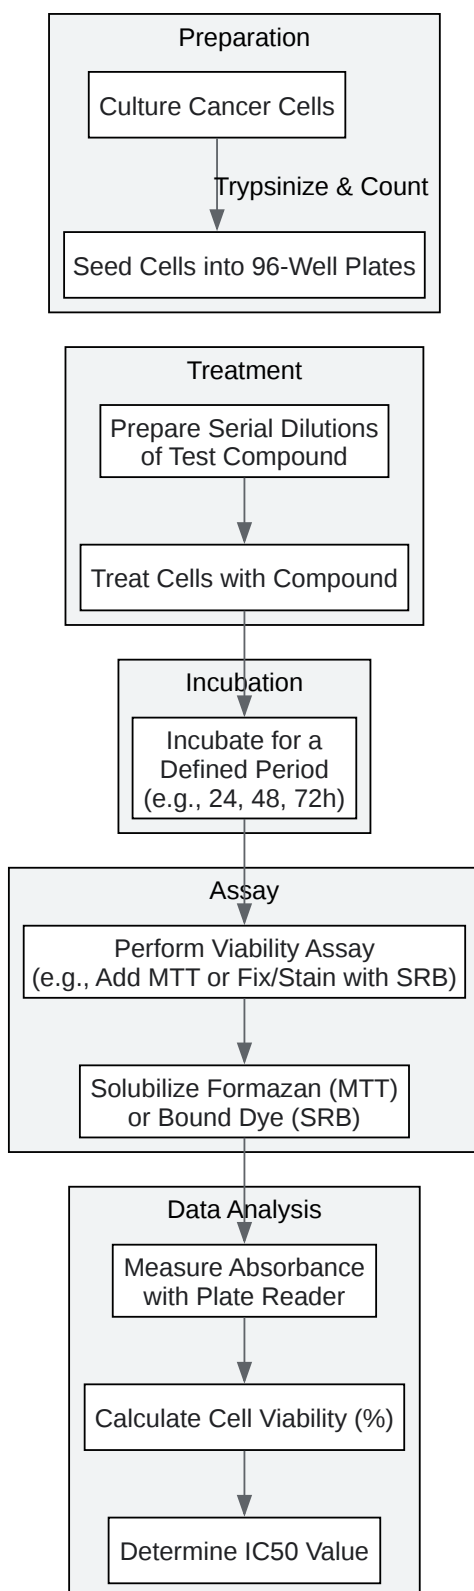 Preparation
Culture Cancer Cells
Trypsinize & Count
Seed Cells into 96-Well Plates
Treatment
Prepare Serial Dilutions
of Test Compound
Treat Cells with Compound
Incubation
Incubate for a
Defined Period
(e.g., 24, 48, 72h)
Assay
Perform Viability Assay
(e.g., Add MTT or Fix/Stain with SRB)
Solubilize Formazan (MTT)
or Bound Dye (SRB)
Data Analysis
Measure Absorbance
with Plate Reader
Calculate Cell Viability (%)
Determine IC50 Value